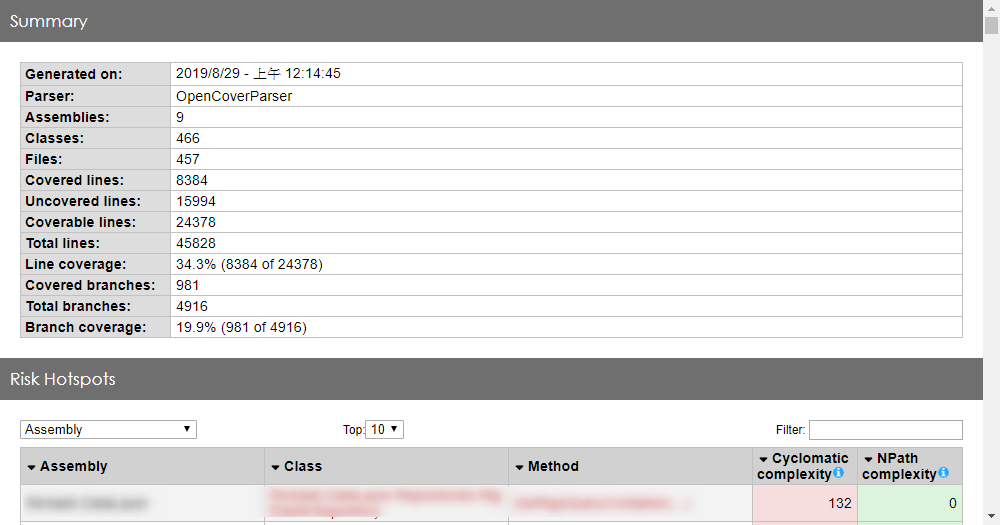 Summary
Generated on: 2019/8/29 - 上午 12:14:45
Parser: OpenCoverParser
Assemblies: 9
Classes: 466
Files: 457
Covered lines: 8384
Uncovered lines: 15994
Coverable lines: 24378
Total lines: 45828
Line coverage: 34.3% (8384 of 24378)
Covered branches: 981
Total branches: 4916
Branch coverage: 19.9% (981 of 4916)
Risk Hotspots
Assembly Top: 10 Filter:
Assembly Class Method Cyclomatic complexity NPath complexity
132 0